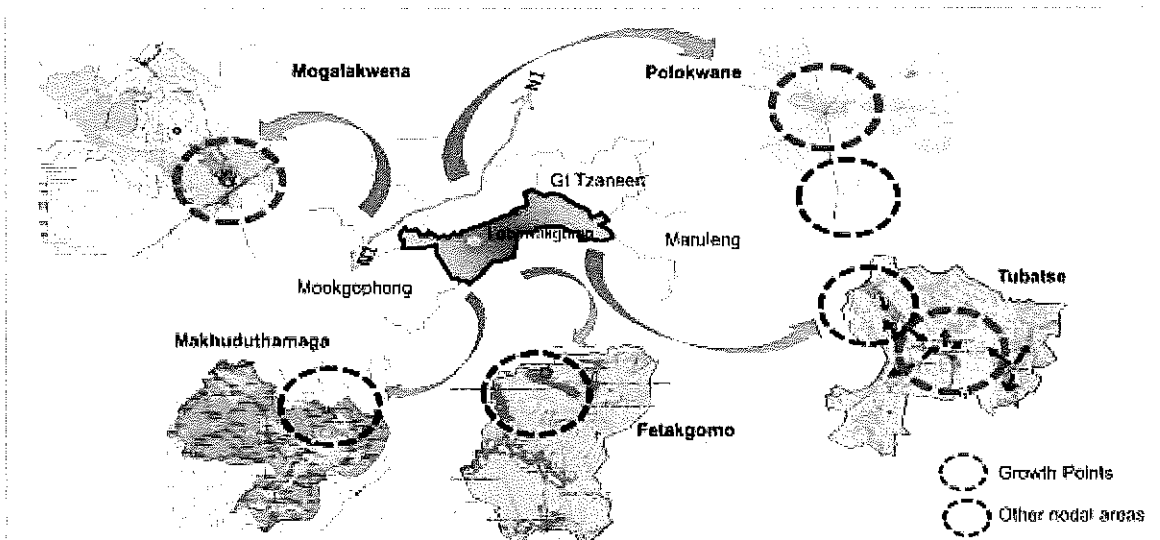 Mogalakwena
Polokwane
N1
Gt Tzaneen
Maruleng
N1
Mookgophong
Tubatse
Makhuduthamaga
Fetakgomo
Growth Points
Other nodal areas